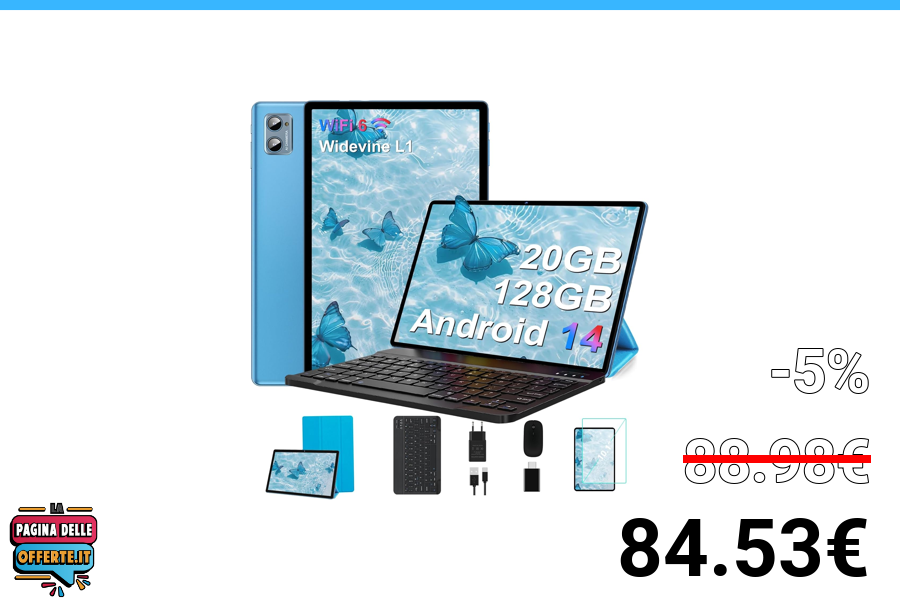 WiFi 6
Widevine L1
20GB
128GB
Android 14
-5%
88.98€
84.53€
LA
PAGINA DELLE
OFFERTE.IT